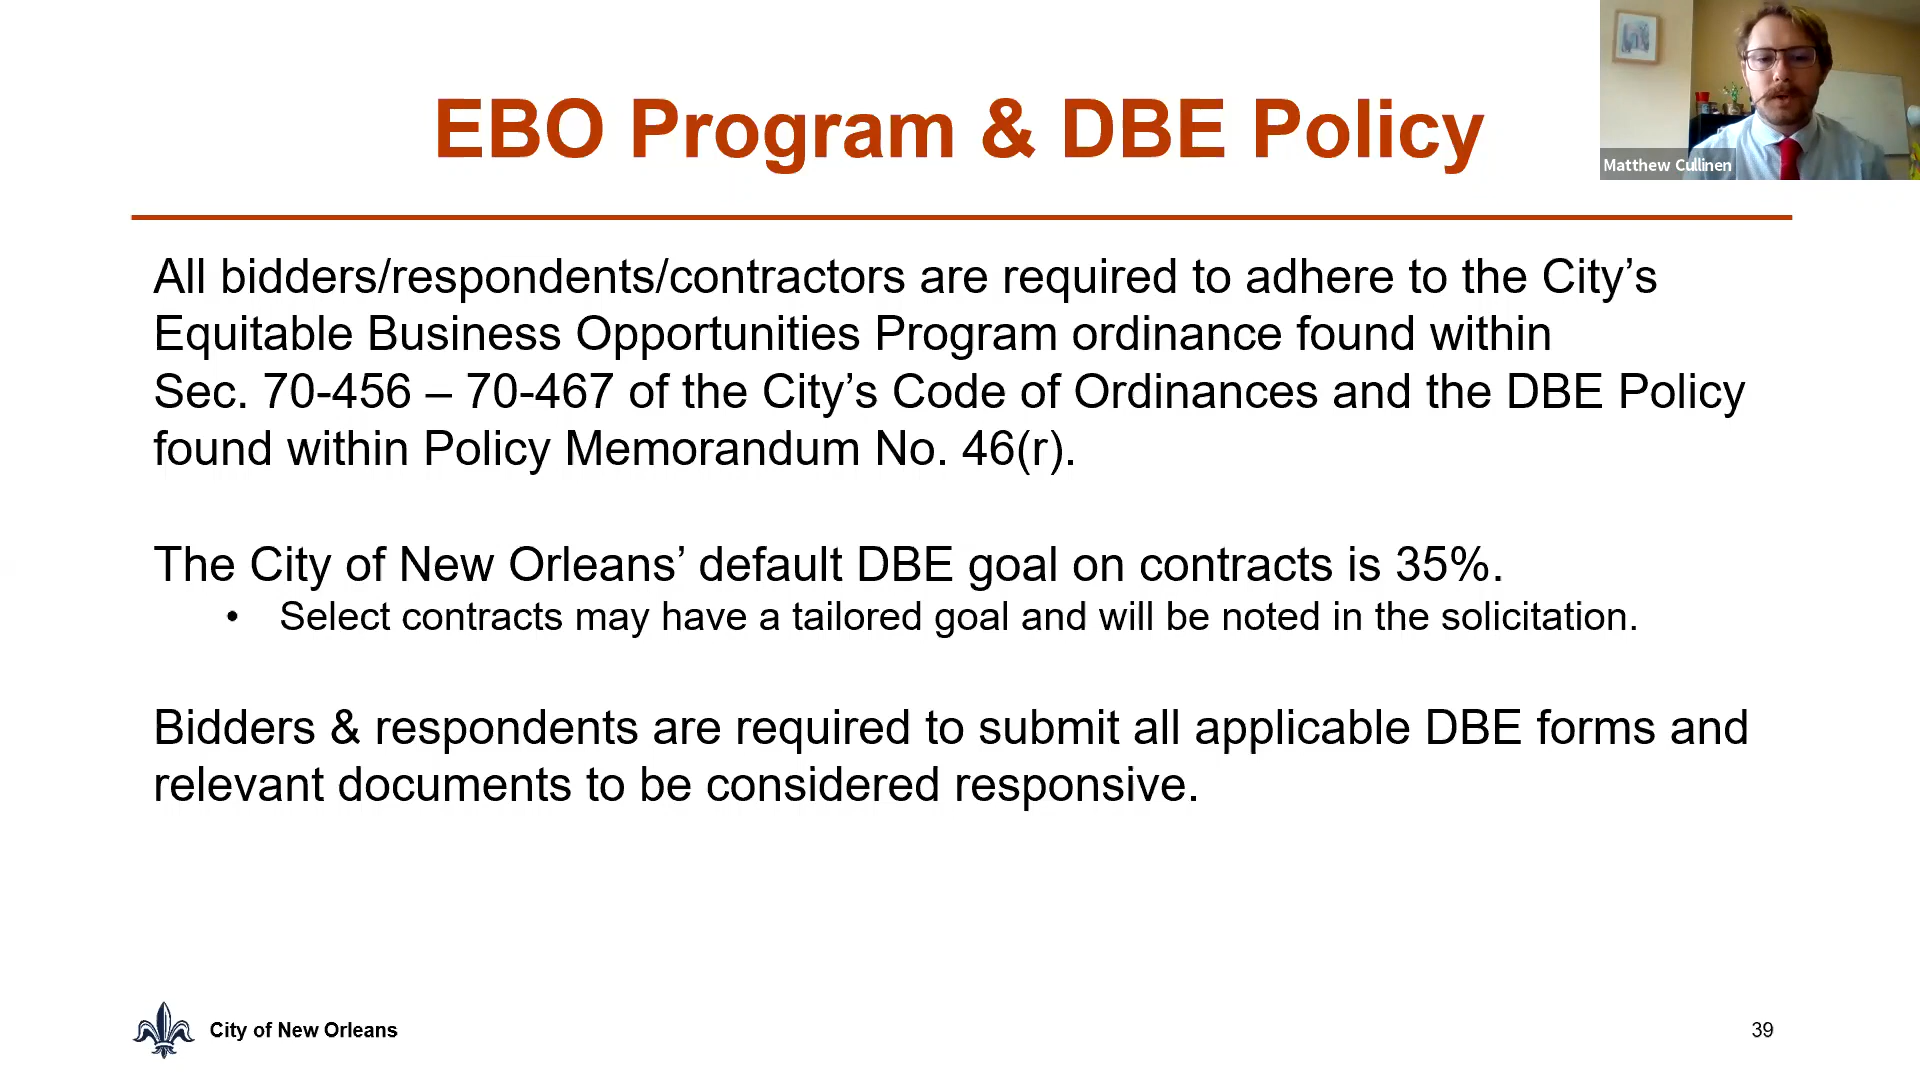 EBO Program & DBE Policy
Matthew Cullinen
All bidders/respondents/contractors are required to adhere to the City’s
Equitable Business Opportunities Program ordinance found within
Sec. 70-456 – 70-467 of the City’s Code of Ordinances and the DBE Policy
found within Policy Memorandum No. 46(r).
The City of New Orleans’ default DBE goal on contracts is 35%.
• Select contracts may have a tailored goal and will be noted in the solicitation.
Bidders & respondents are required to submit all applicable DBE forms and
relevant documents to be considered responsive.
City of New Orleans
39